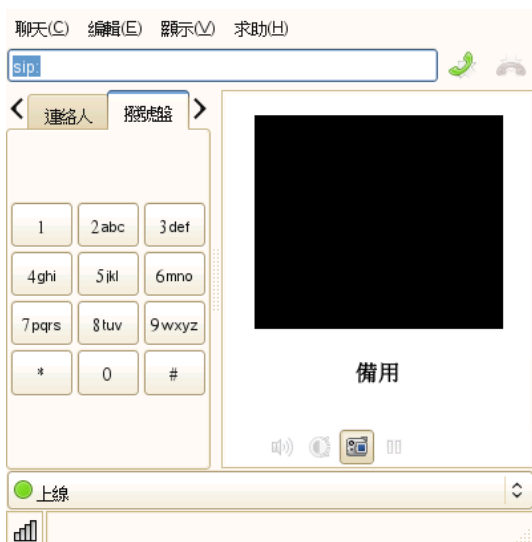 聊天(C) 編輯(E) 顯示(V) 求助(H)
sip:
連絡人 撥號盤
1 2abc 3def
4ghi 5jkl 6mno
7pqrs 8tuv 9wxyz
* 0 #
備用
上線